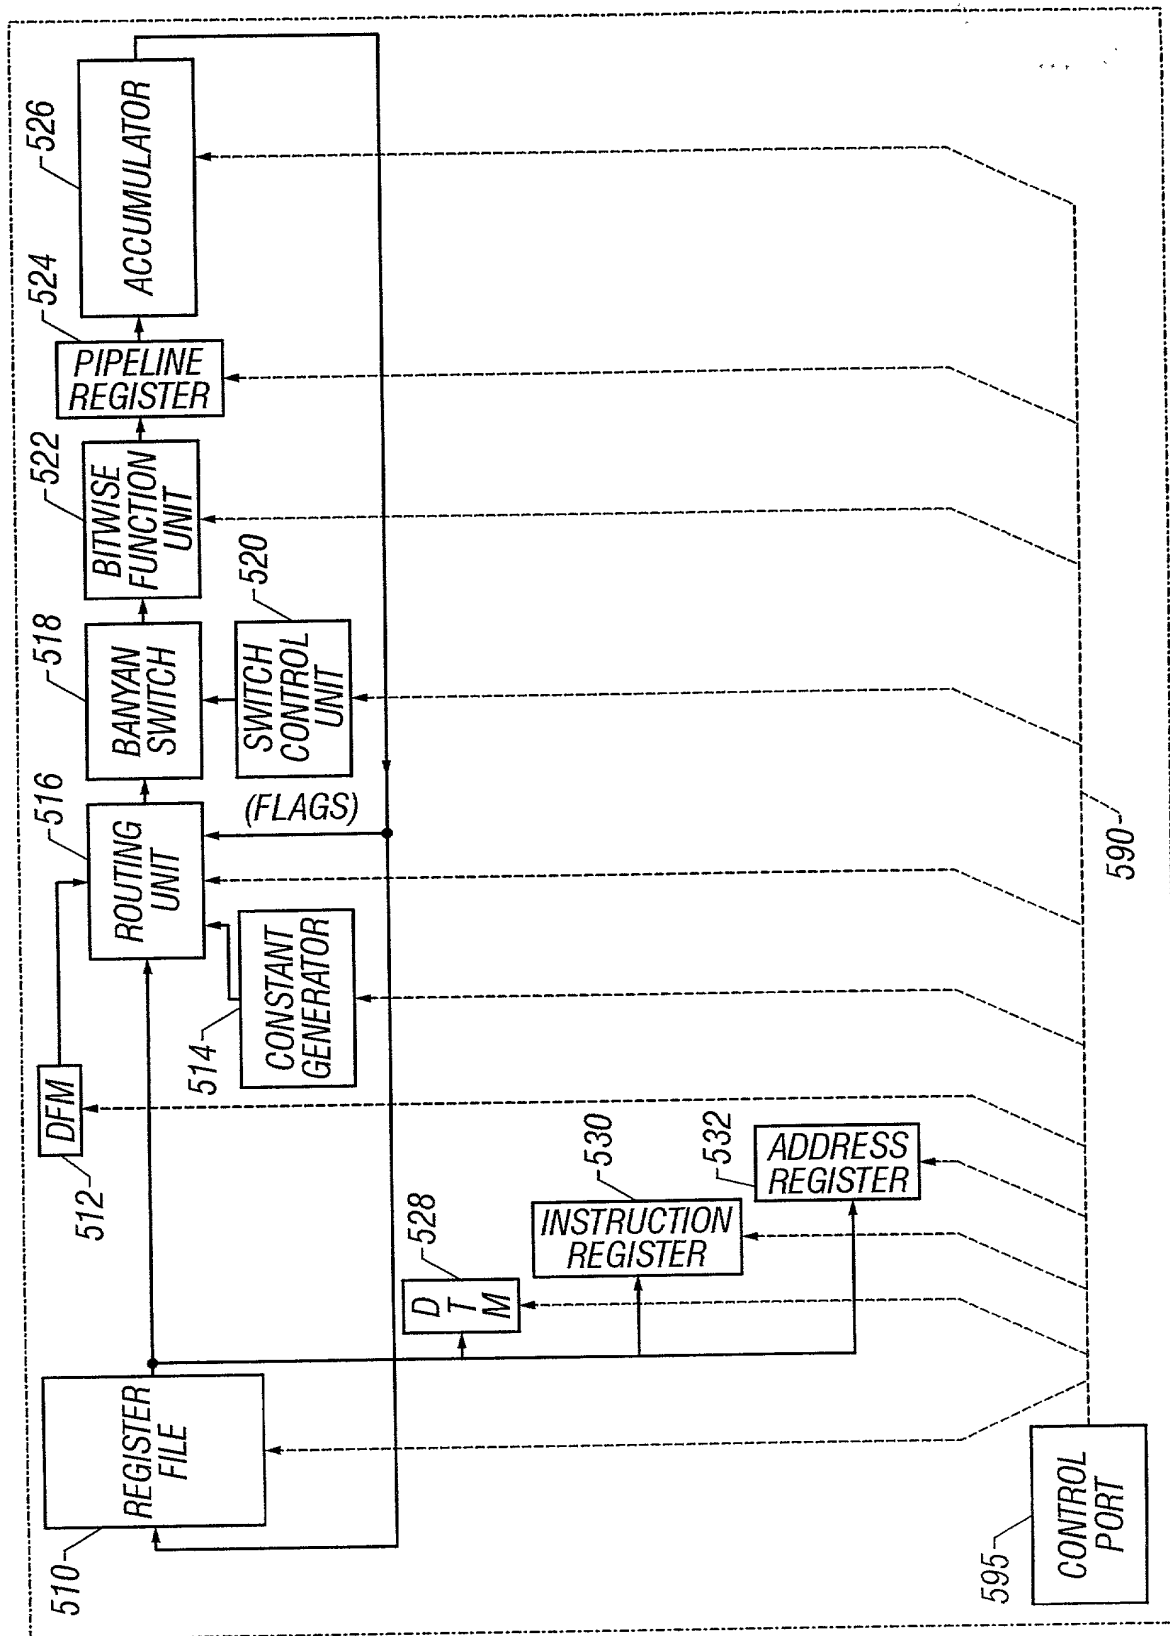 526
ACCUMULATOR
524
PIPELINE
REGISTER
522
BITWISE
FUNCTION
UNIT
518
BANYAN
SWITCH
520
SWITCH
CONTROL
UNIT
516
ROUTING
UNIT
(FLAGS)
514
CONSTANT
GENERATOR
DFM
512
510
REGISTER
FILE
528
D
T
M
530
INSTRUCTION
REGISTER
532
ADDRESS
REGISTER
590
595
CONTROL
PORT